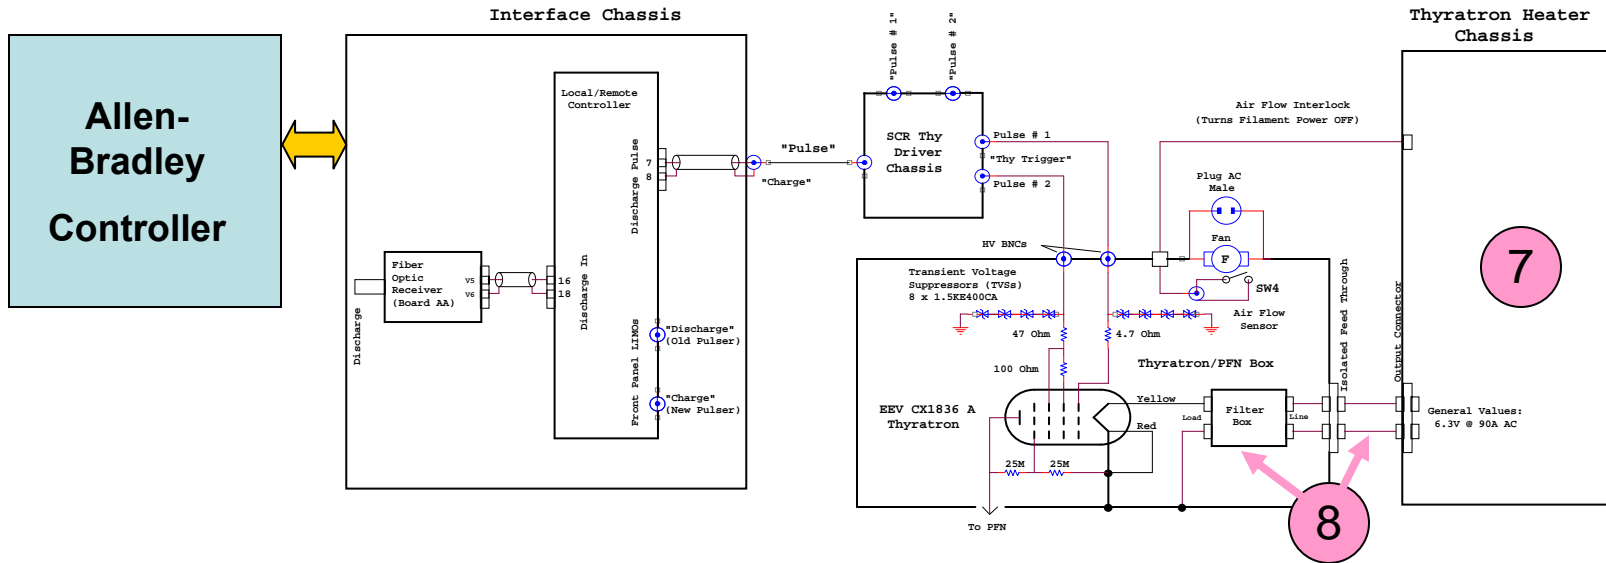 Interface Chassis
Thyratron Heater
Chassis
Allen-
Bradley
Controller
Local/Remote
Controller
Discharge Pulse
7
8
"Charge"
"Pulse"
"Pulse # 1"
"Pulse # 2"
SCR Thy
Driver
Chassis
Pulse # 1
"Thy Trigger"
Pulse # 2
Air Flow Interlock
(Turns Filament Power OFF)
Plug AC
Male
Fan
F
SW4
Air Flow
Sensor
HV BNCs
Fiber
Optic
Receiver
(Board AA)
V5
V6
16
18
Discharge In
Discharge
Front Panel LIMOs
"Discharge"
(Old Pulser)
"Charge"
(New Pulser)
Transient Voltage
Suppressors (TVSs)
8 x 1.5KE400CA
47 Ohm
4.7 Ohm
100 Ohm
Thyratron/PFN Box
EEV CX1836 A
Thyratron
Yellow
Red
Load
Filter
Box
Line
25M
25M
To PFN
Isolated Feed Through
Output Connector
General Values:
6.3V @ 90A AC
7
8